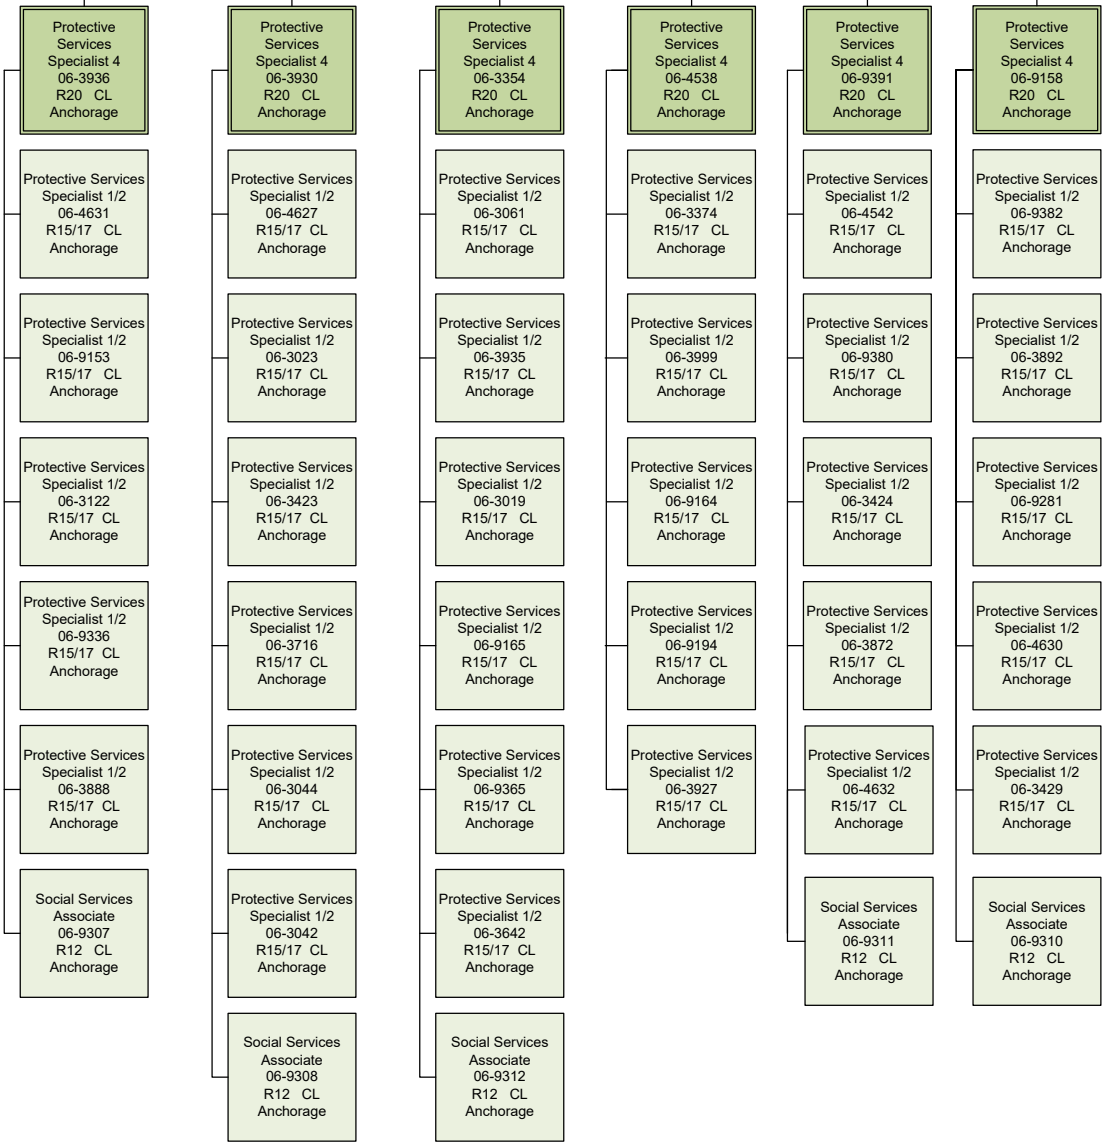 Protective
Services
Specialist 4
06-3936
R20 CL
Anchorage
Protective Services
Specialist 1/2
06-4631
R15/17 CL
Anchorage
Protective Services
Specialist 1/2
06-9153
R15/17 CL
Anchorage
Protective Services
Specialist 1/2
06-3122
R15/17 CL
Anchorage
Protective Services
Specialist 1/2
06-9336
R15/17 CL
Anchorage
Protective Services
Specialist 1/2
06-3888
R15/17 CL
Anchorage
Social Services
Associate
06-9307
R12 CL
Anchorage
Protective
Services
Specialist 4
06-3930
R20 CL
Anchorage
Protective Services
Specialist 1/2
06-4627
R15/17 CL
Anchorage
Protective Services
Specialist 1/2
06-3023
R15/17 CL
Anchorage
Protective Services
Specialist 1/2
06-3423
R15/17 CL
Anchorage
Protective Services
Specialist 1/2
06-3716
R15/17 CL
Anchorage
Protective Services
Specialist 1/2
06-3044
R15/17 CL
Anchorage
Protective Services
Specialist 1/2
06-3042
R15/17 CL
Anchorage
Social Services
Associate
06-9308
R12 CL
Anchorage
Protective
Services
Specialist 4
06-3354
R20 CL
Anchorage
Protective Services
Specialist 1/2
06-3061
R15/17 CL
Anchorage
Protective Services
Specialist 1/2
06-3935
R15/17 CL
Anchorage
Protective Services
Specialist 1/2
06-3019
R15/17 CL
Anchorage
Protective Services
Specialist 1/2
06-9165
R15/17 CL
Anchorage
Protective Services
Specialist 1/2
06-9365
R15/17 CL
Anchorage
Protective Services
Specialist 1/2
06-3642
R15/17 CL
Anchorage
Social Services
Associate
06-9312
R12 CL
Anchorage
Protective
Services
Specialist 4
06-4538
R20 CL
Anchorage
Protective Services
Specialist 1/2
06-3374
R15/17 CL
Anchorage
Protective Services
Specialist 1/2
06-3999
R15/17 CL
Anchorage
Protective Services
Specialist 1/2
06-9164
R15/17 CL
Anchorage
Protective Services
Specialist 1/2
06-9194
R15/17 CL
Anchorage
Protective Services
Specialist 1/2
06-3927
R15/17 CL
Anchorage
Protective
Services
Specialist 4
06-9391
R20 CL
Anchorage
Protective Services
Specialist 1/2
06-4542
R15/17 CL
Anchorage
Protective Services
Specialist 1/2
06-9380
R15/17 CL
Anchorage
Protective Services
Specialist 1/2
06-3424
R15/17 CL
Anchorage
Protective Services
Specialist 1/2
06-3872
R15/17 CL
Anchorage
Protective Services
Specialist 1/2
06-4632
R15/17 CL
Anchorage
Social Services
Associate
06-9311
R12 CL
Anchorage
Protective
Services
Specialist 4
06-9158
R20 CL
Anchorage
Protective Services
Specialist 1/2
06-9382
R15/17 CL
Anchorage
Protective Services
Specialist 1/2
06-3892
R15/17 CL
Anchorage
Protective Services
Specialist 1/2
06-9281
R15/17 CL
Anchorage
Protective Services
Specialist 1/2
06-4630
R15/17 CL
Anchorage
Protective Services
Specialist 1/2
06-3429
R15/17 CL
Anchorage
Social Services
Associate
06-9310
R12 CL
Anchorage